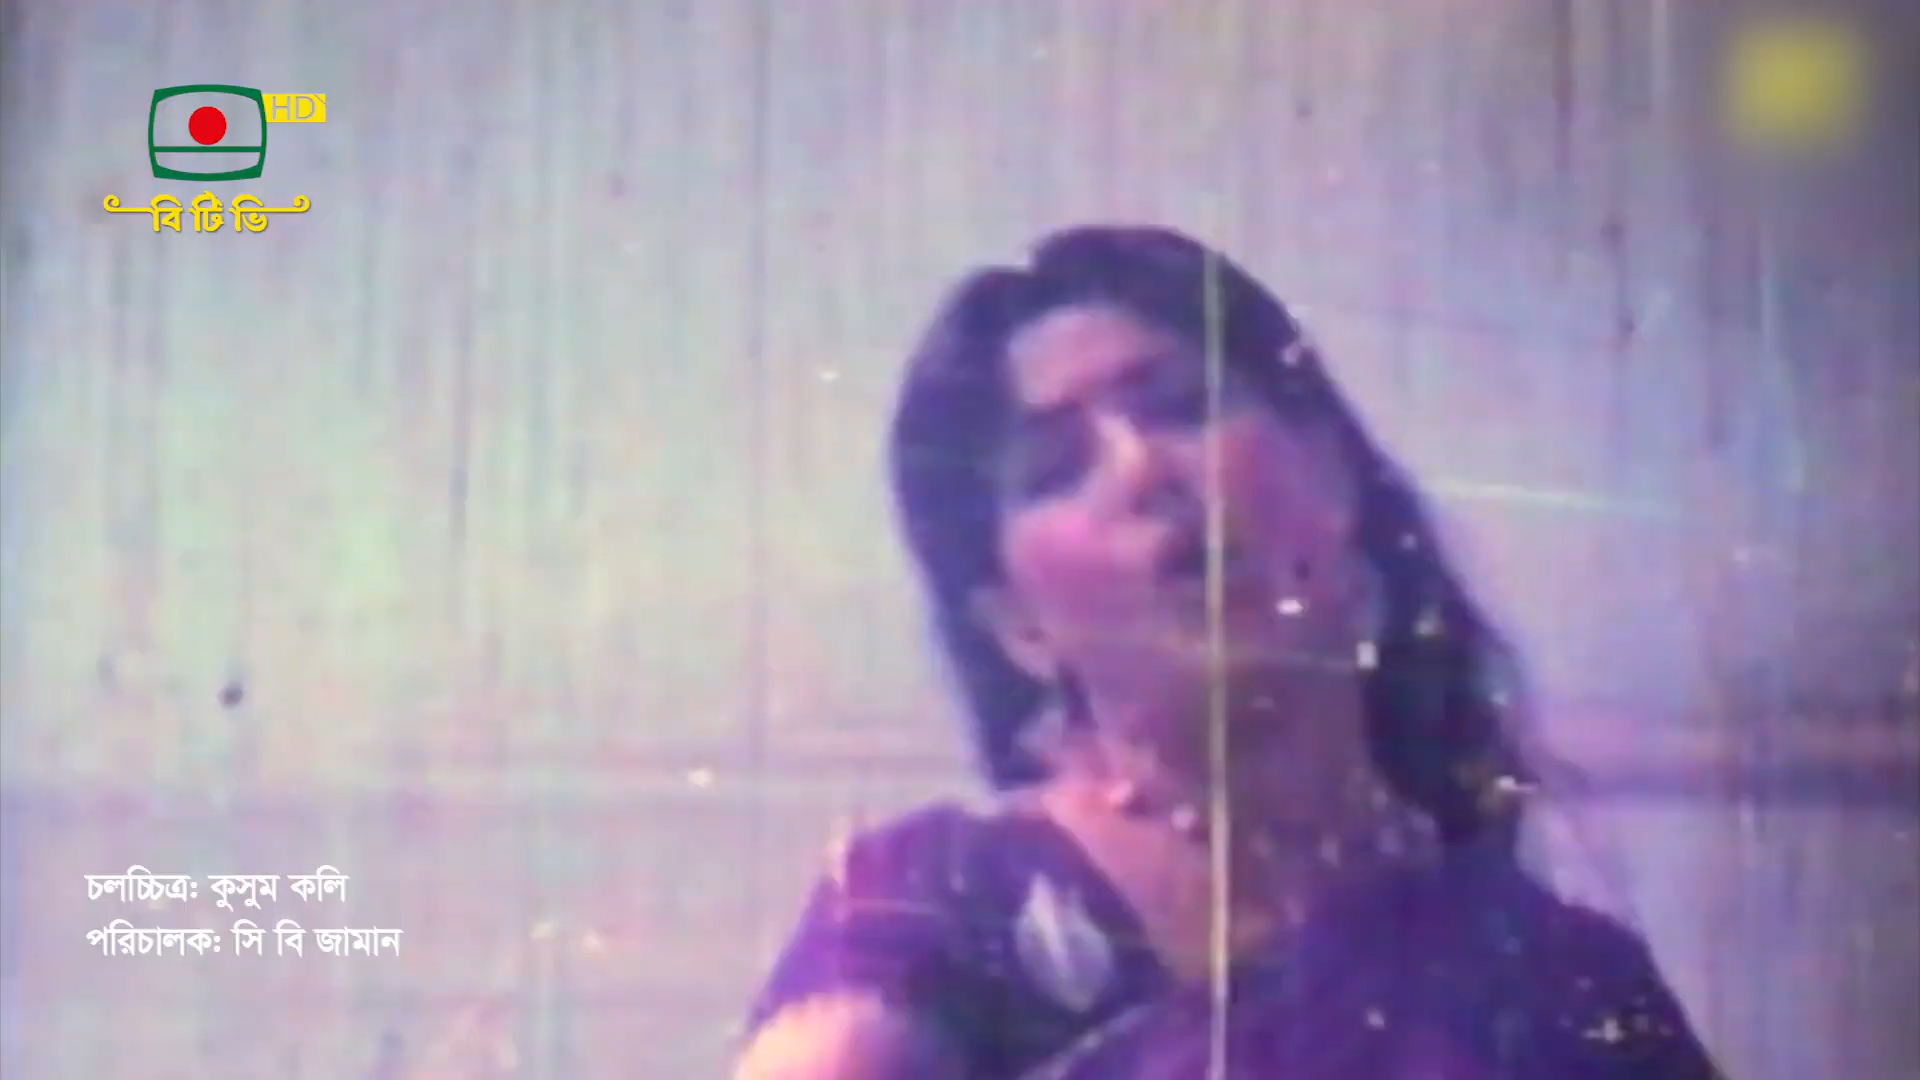 HD
বি টি ভি
চলচ্চিত্র: কুসুম কলি
পরিচালক: সি বি জামান